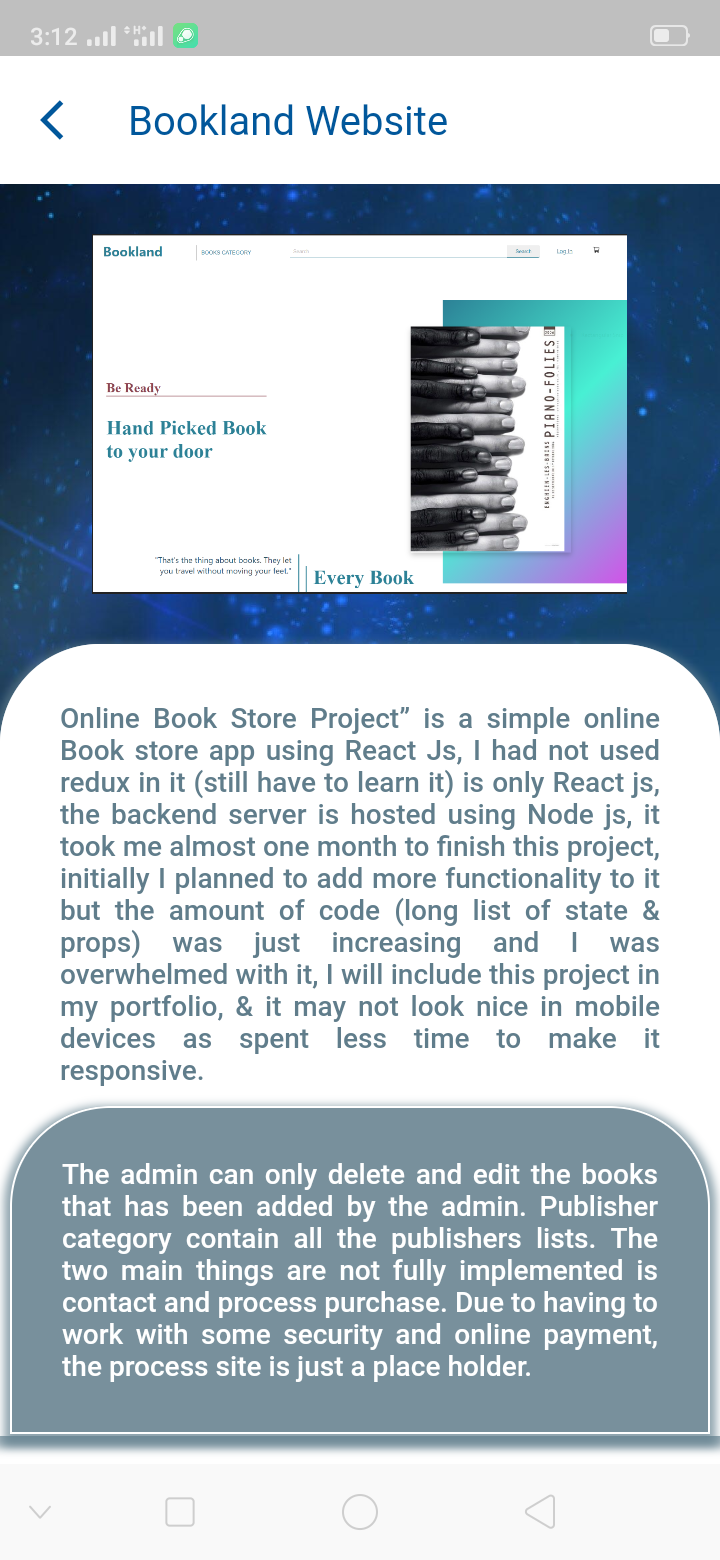 3:12
Bookland Website
Bookland
BOOKS CATEGORY
Search
Search
Log In
Be Ready
Hand Picked Book
to your door
PIANO-FOLIES
ENGHIEN-LES-BAINS
"That's the thing about books. They let
you travel without moving your feet."
Every Book
Online Book Store Project” is a simple online
Book store app using React Js, I had not used
redux in it (still have to learn it) is only React js,
the backend server is hosted using Node js, it
took me almost one month to finish this project,
initially I planned to add more functionality to it
but the amount of code (long list of state &
props) was just increasing and I was
overwhelmed with it, I will include this project in
my portfolio, & it may not look nice in mobile
devices as spent less time to make it
responsive.
The admin can only delete and edit the books
that has been added by the admin. Publisher
category contain all the publishers lists. The
two main things are not fully implemented is
contact and process purchase. Due to having to
work with some security and online payment,
the process site is just a place holder.